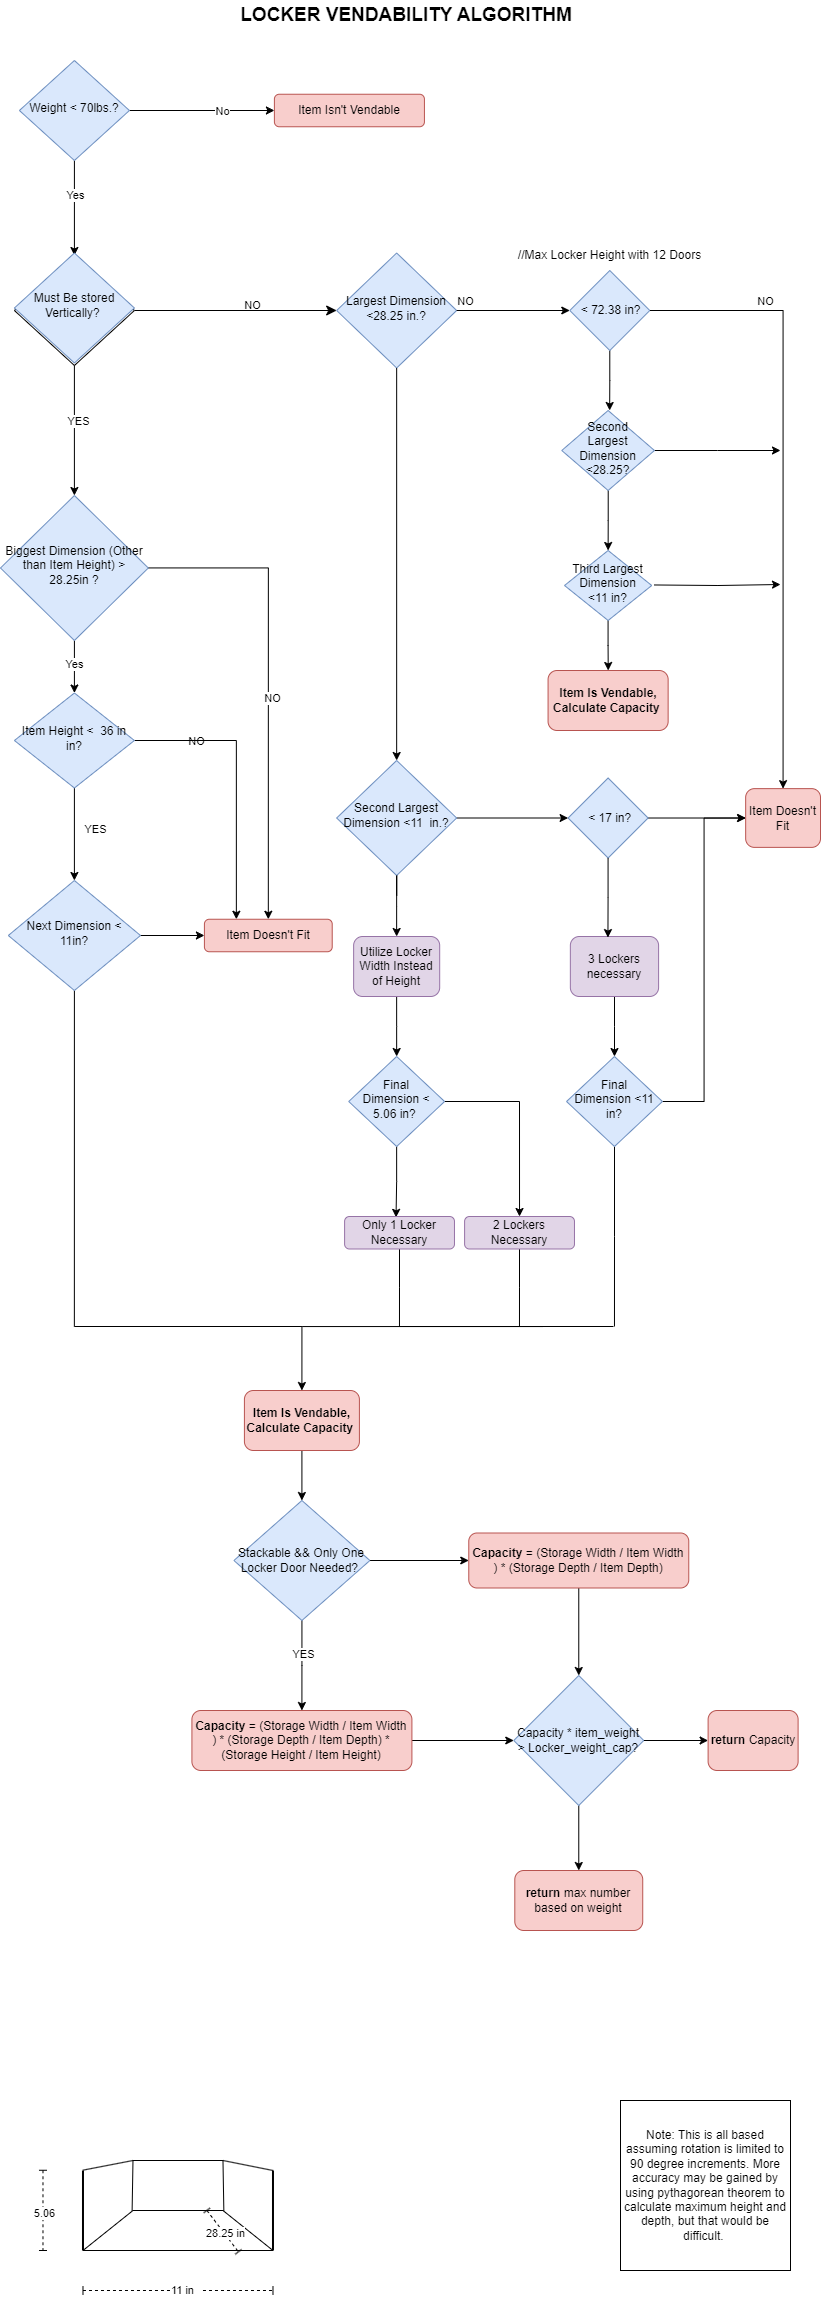 LOCKER VENDABILITY ALGORITHM
Weight < 70lbs.?
No
Item Isn't Vendable
Yes
//Max Locker Height with 12 Doors
Must Be stored
Vertically?
NO
Largest Dimension
<28.25 in.?
NO
< 72.38 in?
NO
YES
Second
Largest
Dimension
<28.25?
Biggest Dimension (Other
than Item Height) >
28.25in ?
Third Largest
Dimension
<11 in?
Yes
NO
Item Is Vendable,
Calculate Capacity
Item Height <  36 in
in?
NO
YES
Second Largest
Dimension <11  in.?
< 17 in?
Item Doesn't
Fit
Next Dimension <
11in?
Item Doesn't Fit
Utilize Locker
Width Instead
of Height
3 Lockers
necessary
Final
Dimension <
5.06 in?
Final
Dimension <11
in?
Only 1 Locker
Necessary
2 Lockers
Necessary
Item Is Vendable,
Calculate Capacity
Stackable && Only One
Locker Door Needed?
Capacity = (Storage Width / Item Width
) * (Storage Depth / Item Depth)
YES
Capacity = (Storage Width / Item Width
) * (Storage Depth / Item Depth) *
(Storage Height / Item Height)
Capacity * item_weight
> Locker_weight_cap?
return Capacity
return max number
based on weight
Note: This is all based
assuming rotation is limited to
90 degree increments. More
accuracy may be gained by
using pythagorean theorem to
calculate maximum height and
depth, but that would be
difficult.
5.06
28.25 in
11 in